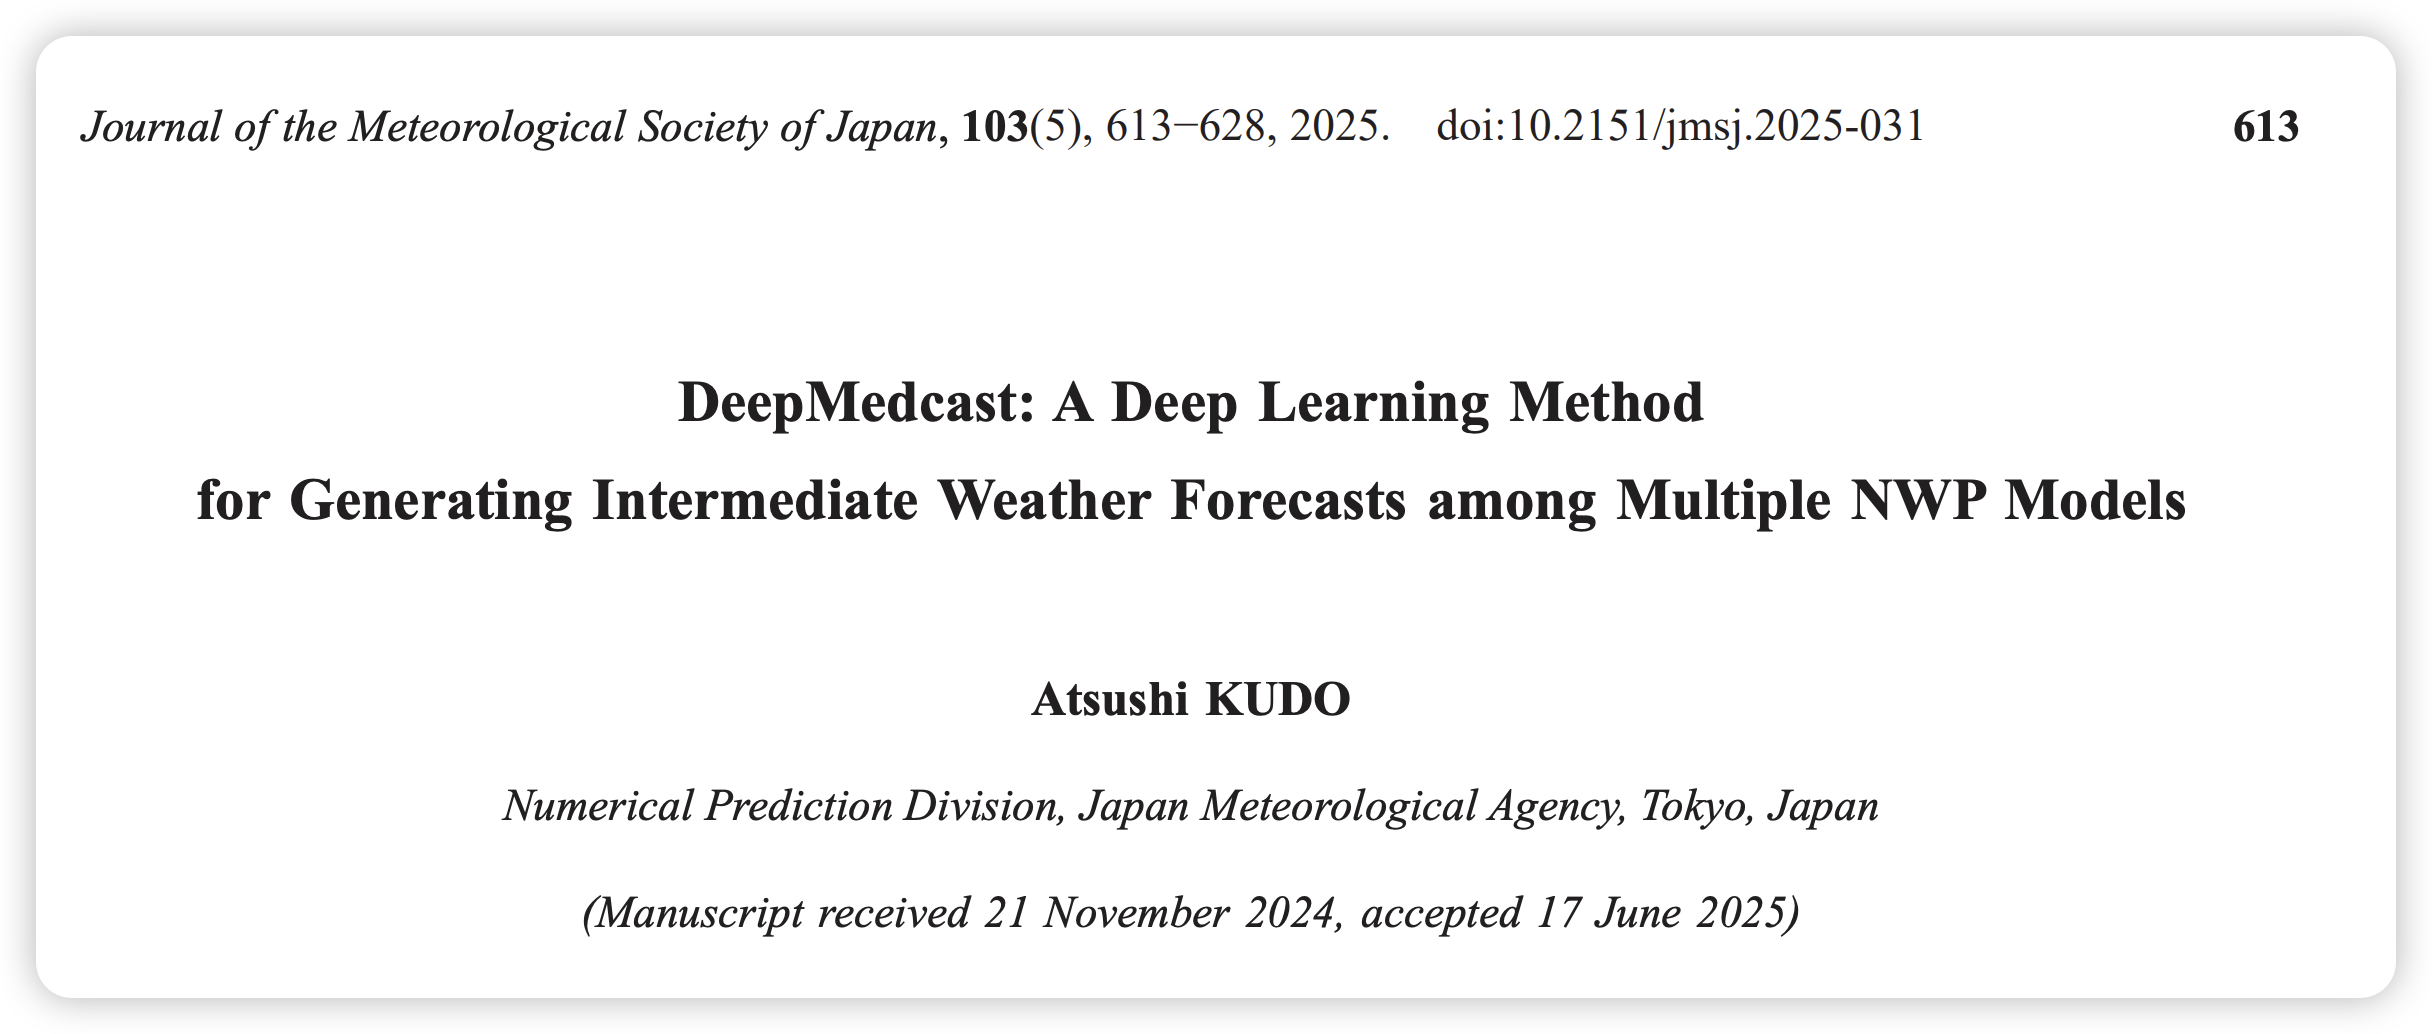 Journal of the Meteorological Society of Japan, 103(5), 613−628, 2025. doi:10.2151/jmsj.2025-031 613
DeepMedcast: A Deep Learning Method
for Generating Intermediate Weather Forecasts among Multiple NWP Models
Atsushi KUDO
Numerical Prediction Division, Japan Meteorological Agency, Tokyo, Japan
(Manuscript received 21 November 2024, accepted 17 June 2025)